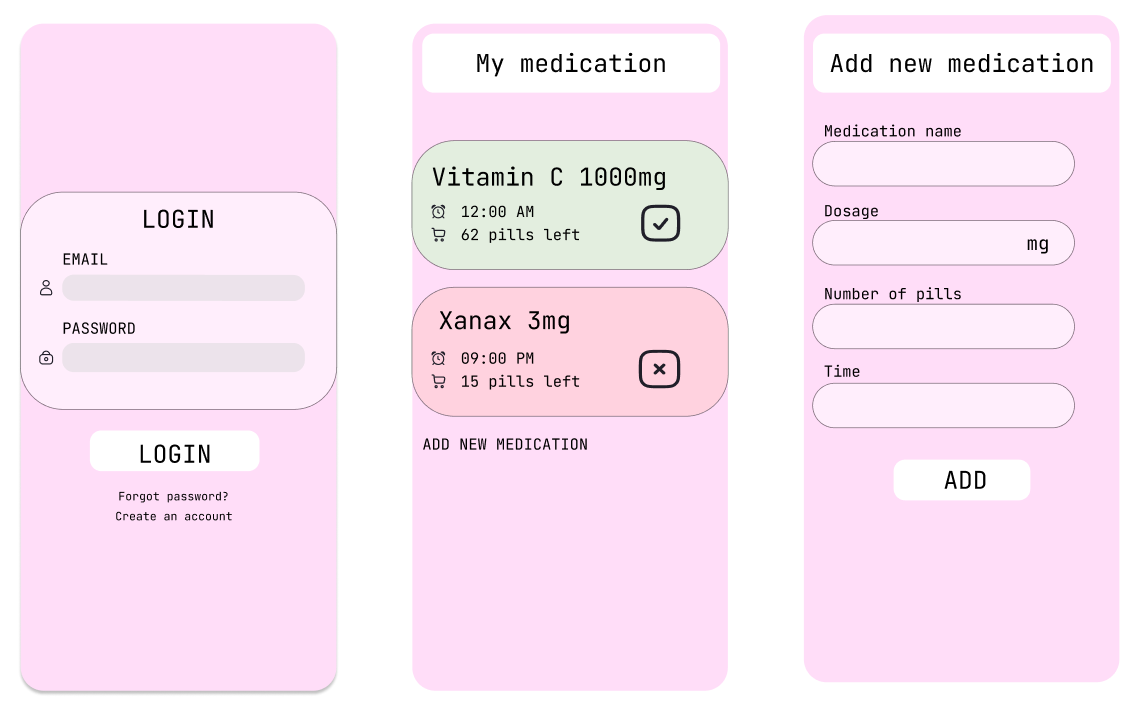 LOGIN
EMAIL
PASSWORD
LOGIN
Forgot password?
Create an account
My medication
Vitamin C 1000mg
12:00 AM
62 pills left
Xanax 3mg
09:00 PM
15 pills left
ADD NEW MEDICATION
Add new medication
Medication name
Dosage
mg
Number of pills
Time
ADD